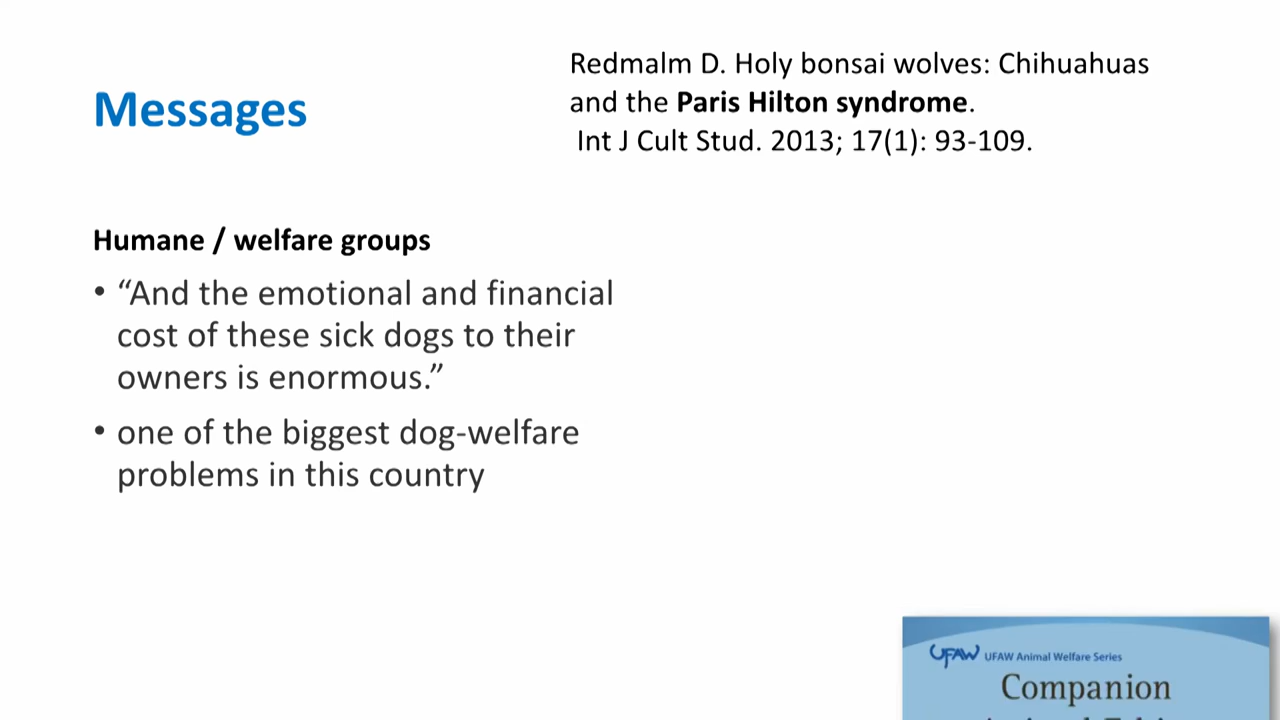 Messages
Redmalm D. Holy bonsai wolves: Chihuahuas
and the Paris Hilton syndrome.
Int J Cult Stud. 2013; 17(1): 93-109.
Humane / welfare groups
• “And the emotional and financial
cost of these sick dogs to their
owners is enormous.”
• one of the biggest dog-welfare
problems in this country
UFAW UFAW Animal Welfare Series
Companion